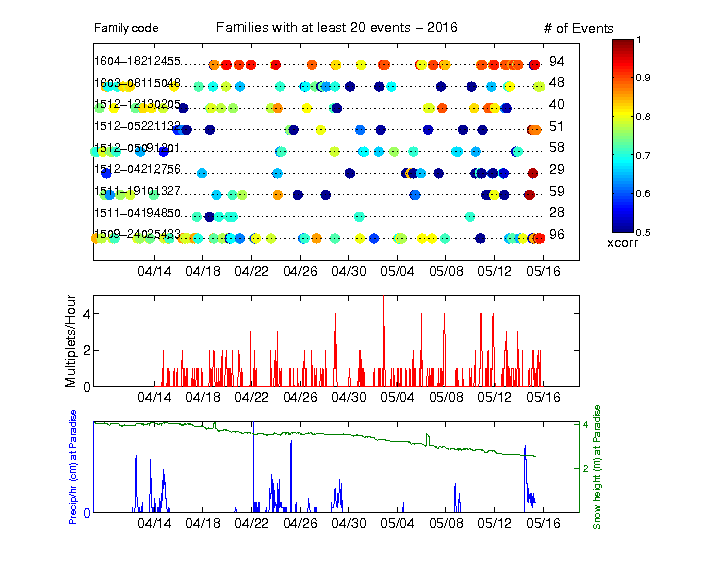 Family code
Families with at least 20 events – 2016
# of Events
1604–18212455 94
1603–08115048 48
1512–12130205 40
1512–05221132 51
1512–05091801 58
1512–04212756 29
1511–19101327 59
1511–04194850 28
1509–24025433 96
04/14 04/18 04/22 04/26 04/30 05/04 05/08 05/12 05/16
1
0.9
0.8
0.7
0.6
0.5
xcorr
Multiplets/Hour
4
2
0
04/14 04/18 04/22 04/26 04/30 05/04 05/08 05/12 05/16
Precip/hr (cm) at Paradise
0
4
2
Snow height (m) at Paradise
04/14 04/18 04/22 04/26 04/30 05/04 05/08 05/12 05/16